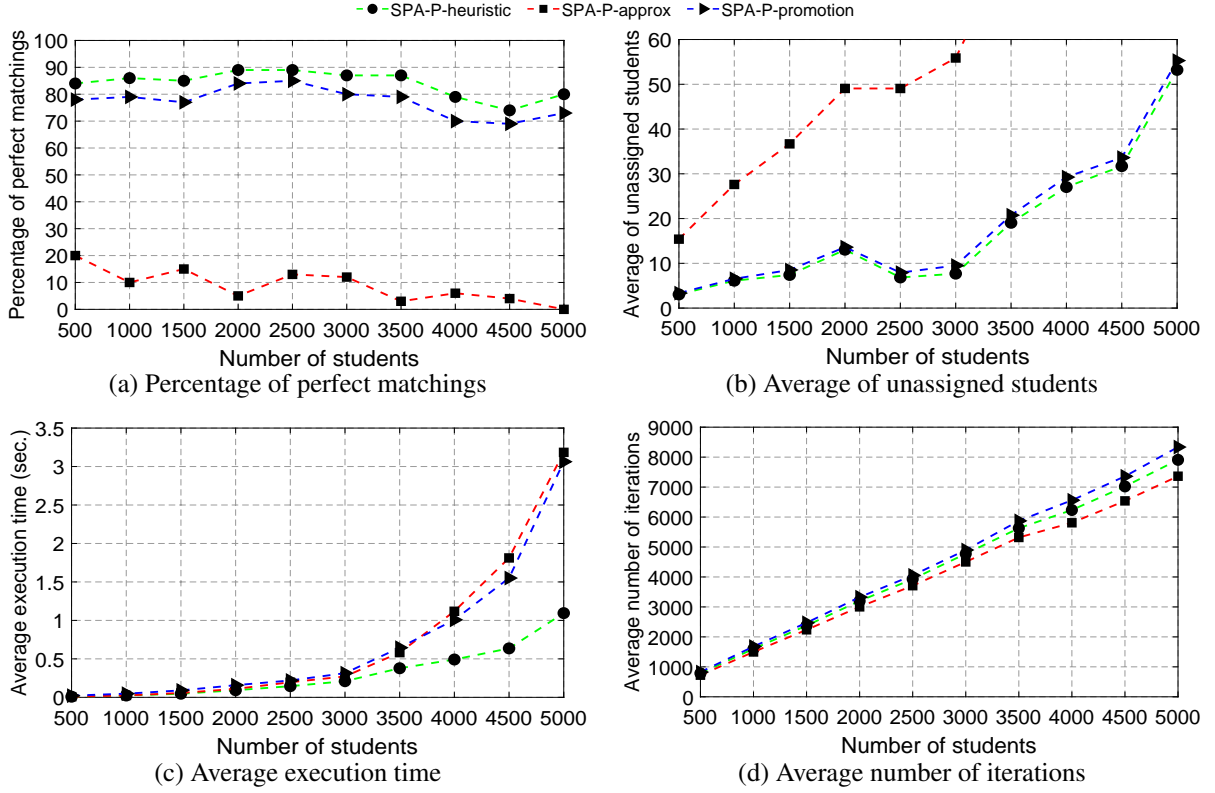 SPA-P-heuristic SPA-P-approx SPA-P-promotion
100
90
80
70
60
50
40
30
20
10
0
Percentage of perfect matchings
500 1000 1500 2000 2500 3000 3500 4000 4500 5000
Number of students
(a) Percentage of perfect matchings
60
50
40
30
20
10
0
Average of unassigned students
500 1000 1500 2000 2500 3000 3500 4000 4500 5000
Number of students
(b) Average of unassigned students
3.5
3
2.5
2
1.5
1
0.5
0
Average execution time (sec.)
500 1000 1500 2000 2500 3000 3500 4000 4500 5000
Number of students
(c) Average execution time
9000
8000
7000
6000
5000
4000
3000
2000
1000
0
Average number of iterations
500 1000 1500 2000 2500 3000 3500 4000 4500 5000
Number of students
(d) Average number of iterations